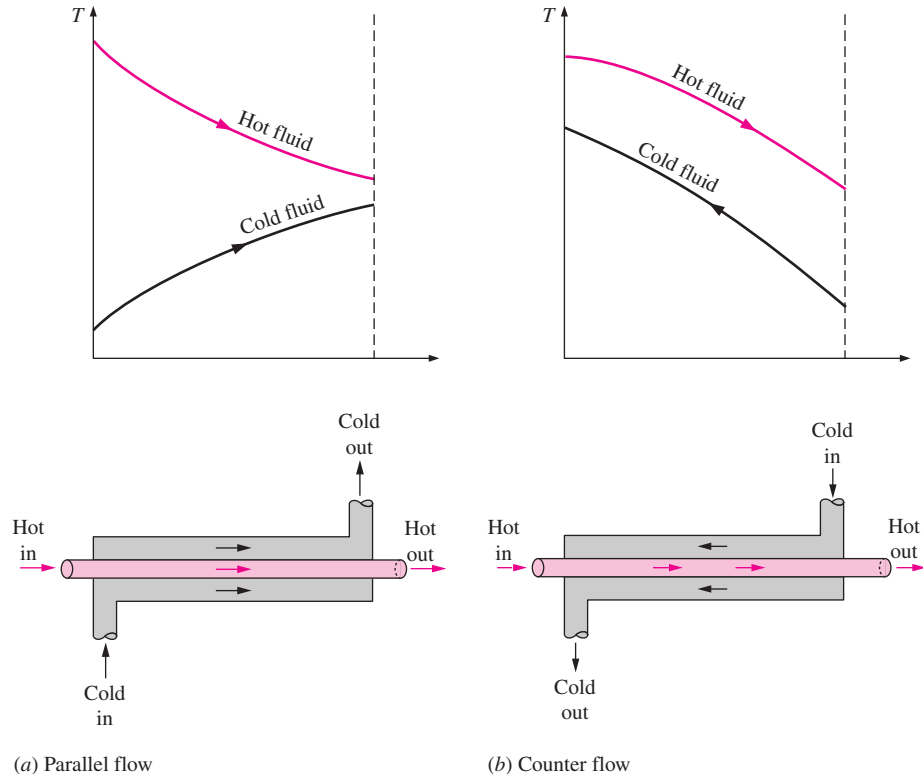 T
Hot fluid
Cold fluid
Cold
out
Hot
in
Hot
out
Cold
in
(a) Parallel flow
T
Hot fluid
Cold fluid
Cold
in
Hot
in
Hot
out
Cold
out
(b) Counter flow